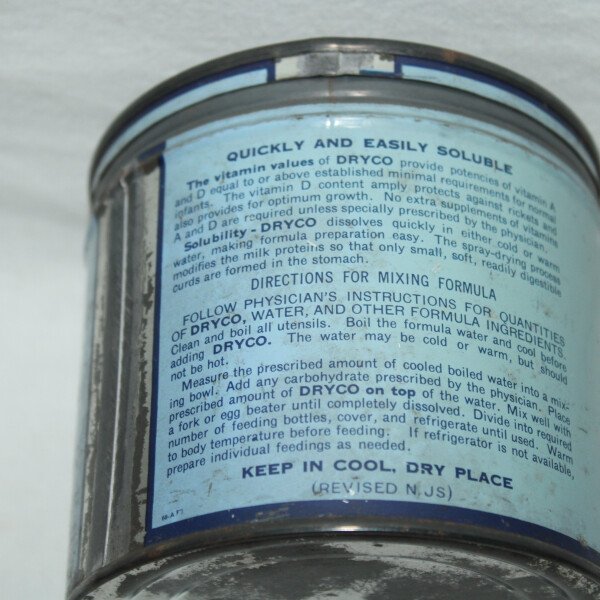 QUICKLY AND EASILY SOLUBLE
The vitamin values of DRYCO provide potencies of vitamin A
and D equal to or above established minimal requirements for normal
infants. The vitamin D content amply protects against rickets and
also provides for optimum growth. No extra supplements of vitamins
A and D are required unless specially prescribed by the physician.
Solubility - DRYCO dissolves quickly in either cold or warm
water, making formula preparation easy. The spray-drying process
modifies the milk proteins so that only small, soft, readily digestible
curds are formed in the stomach.
DIRECTIONS FOR MIXING FORMULA
FOLLOW PHYSICIAN'S INSTRUCTIONS FOR QUANTITIES
OF DRYCO, WATER, AND OTHER FORMULA INGREDIENTS.
Clean and boil all utensils. Boil the formula water and cool before
adding DRYCO. The water may be cold or warm, but should
not be hot.
Measure the prescribed amount of cooled boiled water into a mix-
ing bowl. Add any carbohydrate prescribed by the physician. Place
prescribed amount of DRYCO on top of the water. Mix well with
a fork or egg beater until completely dissolved. Divide into required
number of feeding bottles, cover, and refrigerate until used. Warm
to body temperature before feeding. If refrigerator is not available,
prepare individual feedings as needed.
KEEP IN COOL, DRY PLACE
(REVISED N.JS)